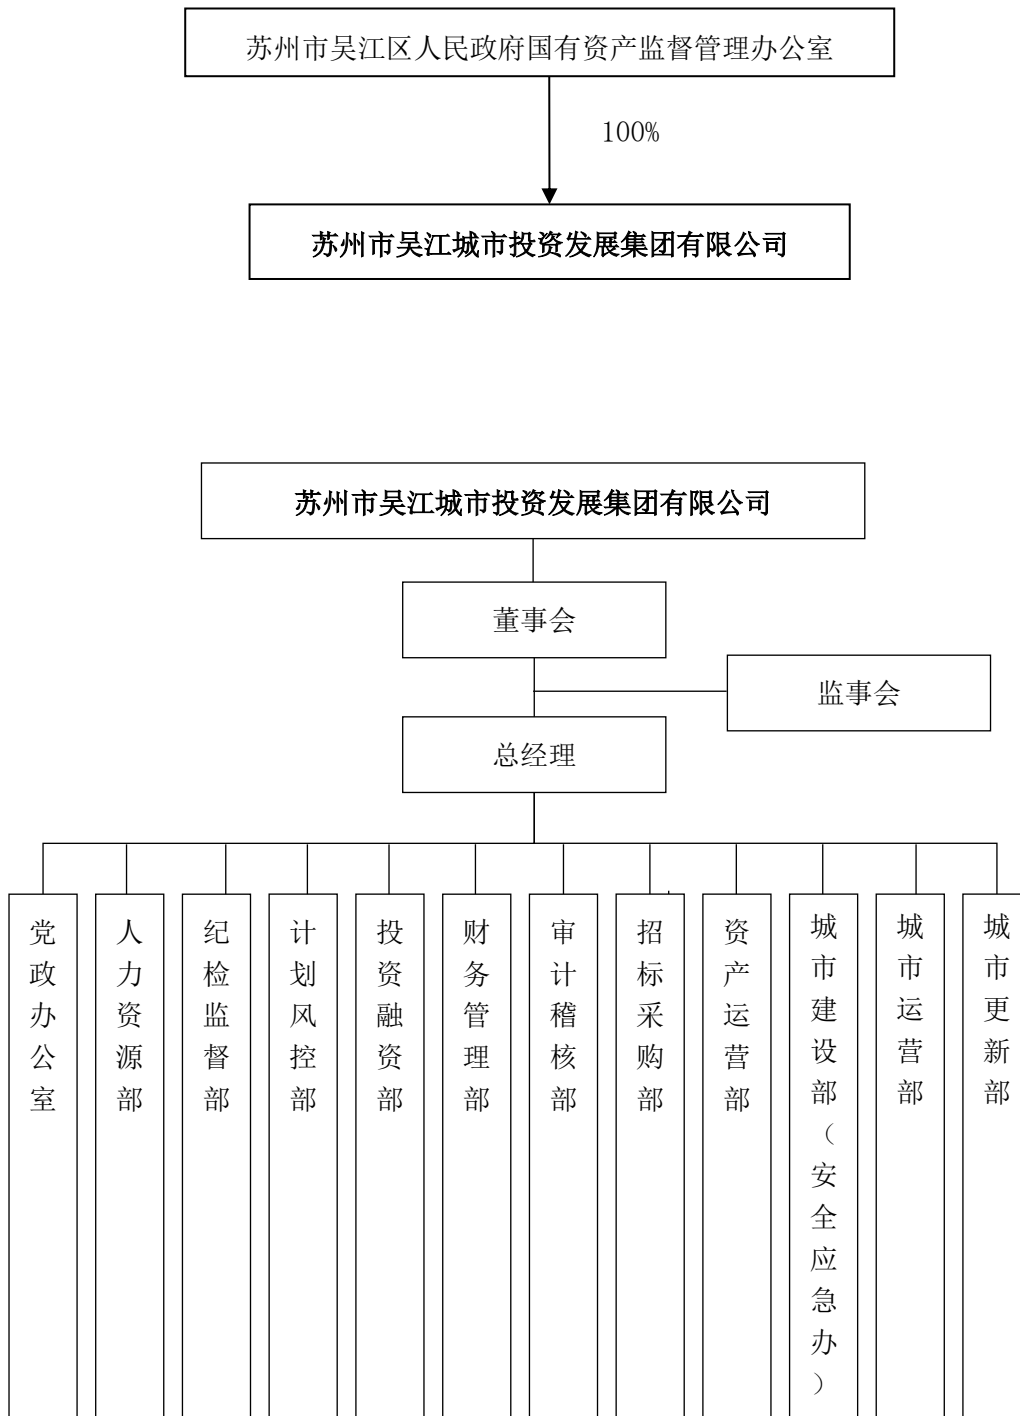 苏州市吴江区人民政府国有资产监督管理办公室
100%
苏州市吴江城市投资发展集团有限公司
苏州市吴江城市投资发展集团有限公司
董事会
监事会
总经理
党政办公室
人力资源部
纪检监督部
计划风控部
投资融资部
财务管理部
审计稽核部
招标采购部
资产运营部
城市建设部（安全应急办）
城市运营部
城市更新部